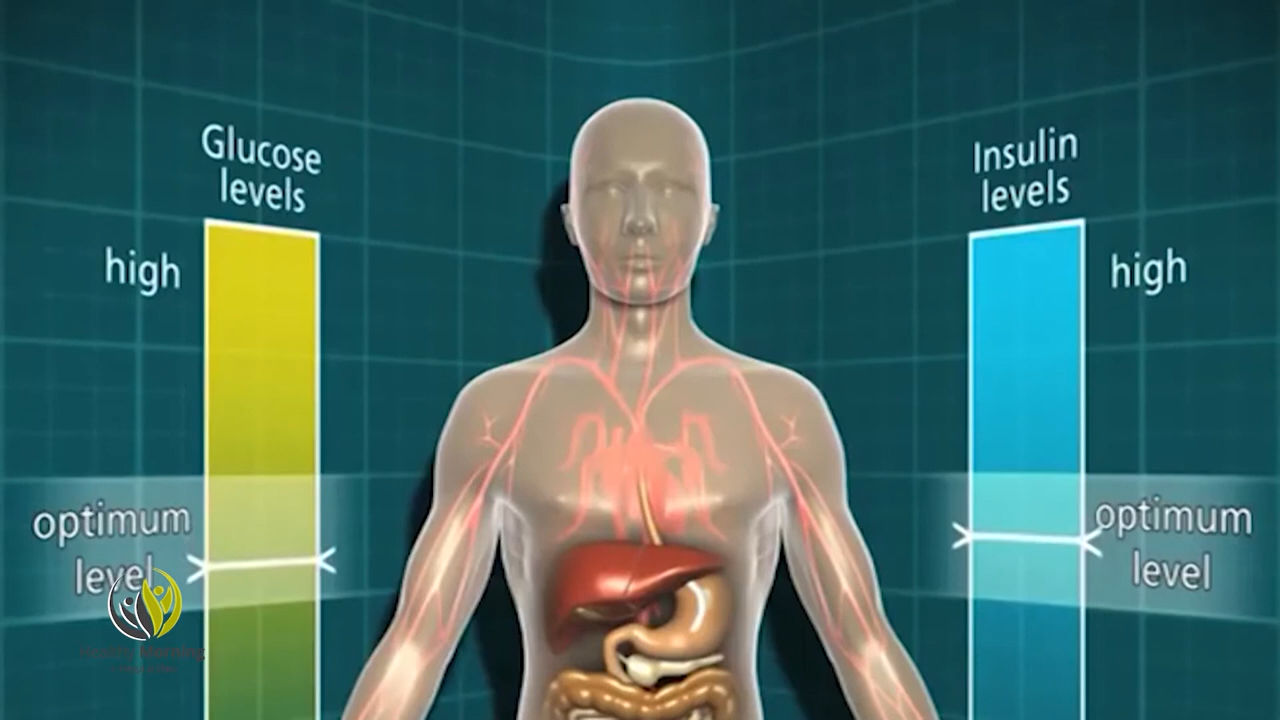 Glucose
levels
high
optimum
level
Insulin
levels
high
optimum
level